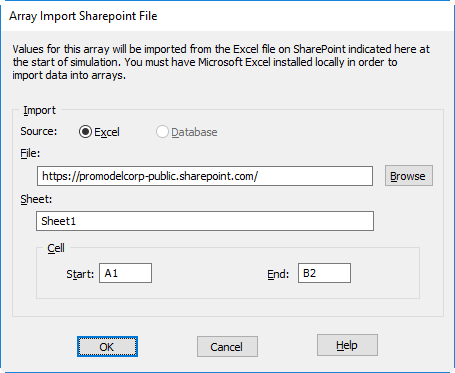 Array Import Sharepoint File
Values for this array will be imported from the Excel file on SharePoint indicated here at
the start of simulation. You must have Microsoft Excel installed locally in order to
import data into arrays.
Import
Source: Excel Database
File:
https://promodelcorp-public.sharepoint.com/ Browse
Sheet:
Sheet1
Cell
Start: A1 End: B2
OK Cancel Help